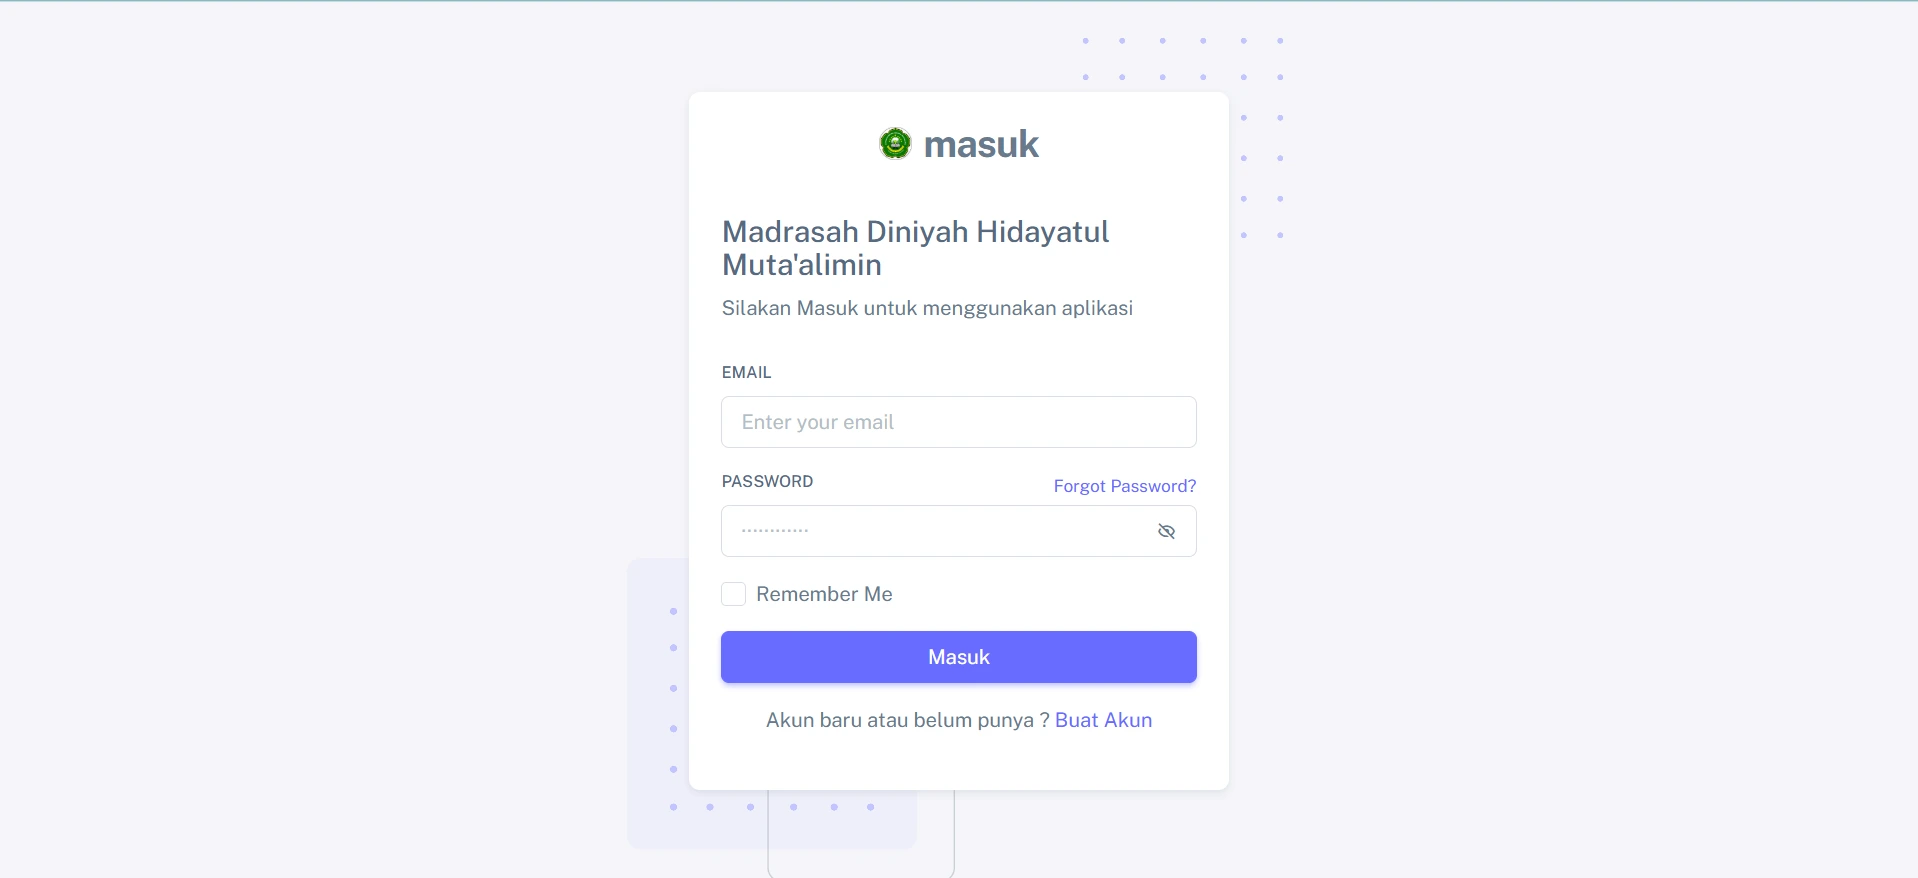 masuk
Madrasah Diniyah Hidayatul
Muta'alimin
Silakan Masuk untuk menggunakan aplikasi
EMAIL
Enter your email
PASSWORD
Forgot Password?
············
Remember Me
Masuk
Akun baru atau belum punya ? Buat Akun